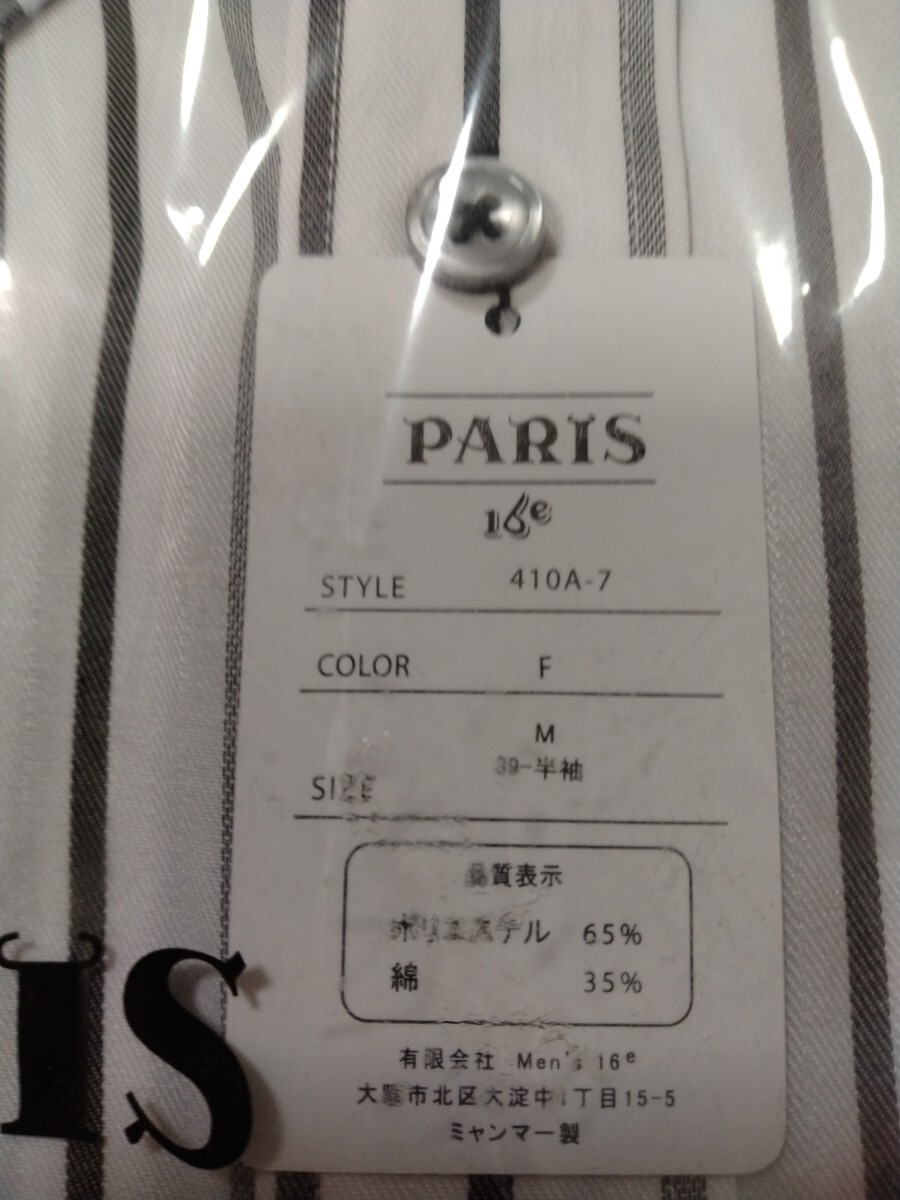 PARIS
16e
STYLE 410A-7
COLOR F
M
39-半袖
SIZE
品質表示
ポリエステル 65%
綿 35%
有限会社 Men's 16e
大阪市北区大淀中1丁目15-5
ミャンマー製
IS